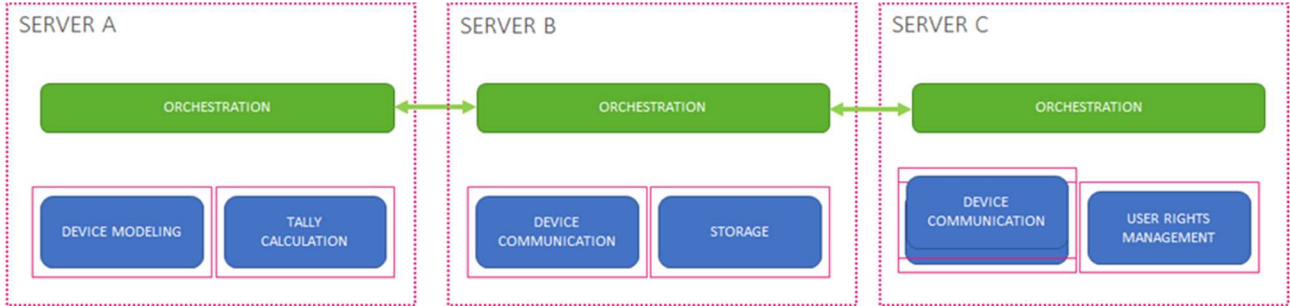 SERVER A
SERVER B
SERVER C
ORCHESTRATION
ORCHESTRATION
ORCHESTRATION
DEVICE MODELING
TALLY
CALCULATION
DEVICE
COMMUNICATION
STORAGE
DEVICE
COMMUNICATION
USER RIGHTS
MANAGEMENT